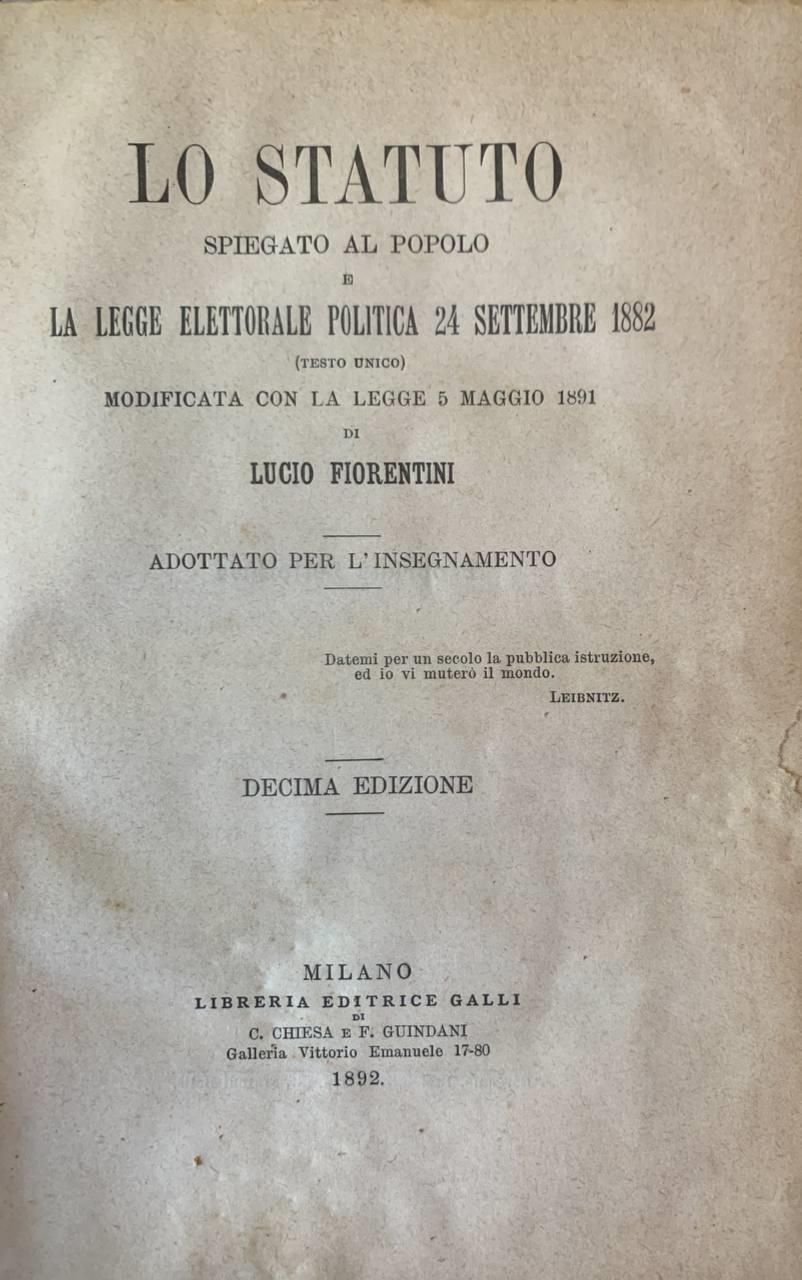 LO STATUTO
SPIEGATO AL POPOLO
E
LA LEGGE ELETTORALE POLITICA 24 SETTEMBRE 1882
(TESTO UNICO)
MODIFICATA CON LA LEGGE 5 MAGGIO 1891
DI
LUCIO FIORENTINI
ADOTTATO PER L'INSEGNAMENTO
Datemi per un secolo la pubblica istruzione,
ed io vi muterò il mondo.
LEIBNITZ.
DECIMA EDIZIONE
MILANO
LIBRERIA EDITRICE GALLI
DI
C. CHIESA E F. GUINDANI
Galleria Vittorio Emanuele 17-80
1892.